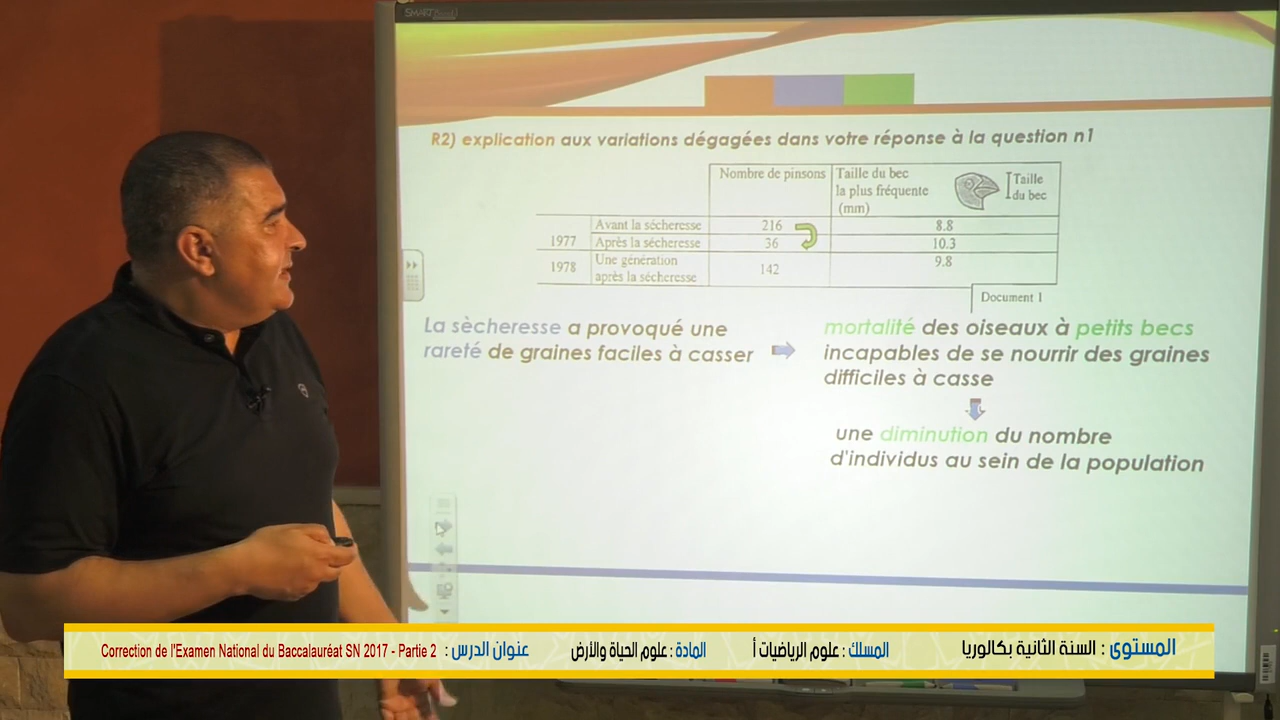 SMART
R2) explication aux variations dégagées dans votre réponse à la question n1
Nombre de pinsons
Taille du bec la plus fréquente (mm)
Taille du bec
1977
Avant la sécheresse 216 8.8
Après la sécheresse 36 10.3
1978
Une génération après la sécheresse 142 9.8
Document 1
La sècheresse a provoqué une
rareté de graines faciles à casser
mortalité des oiseaux à petits becs
incapables de se nourrir des graines
difficiles à casse
une diminution du nombre
d'individus au sein de la population
المستوى : السنة الثانية بكالوريا المسلك : علوم الرياضيات أ المادة : علوم الحياة والأرض عنوان الدرس : Correction de l'Examen National du Baccalauréat SN 2017 - Partie 2